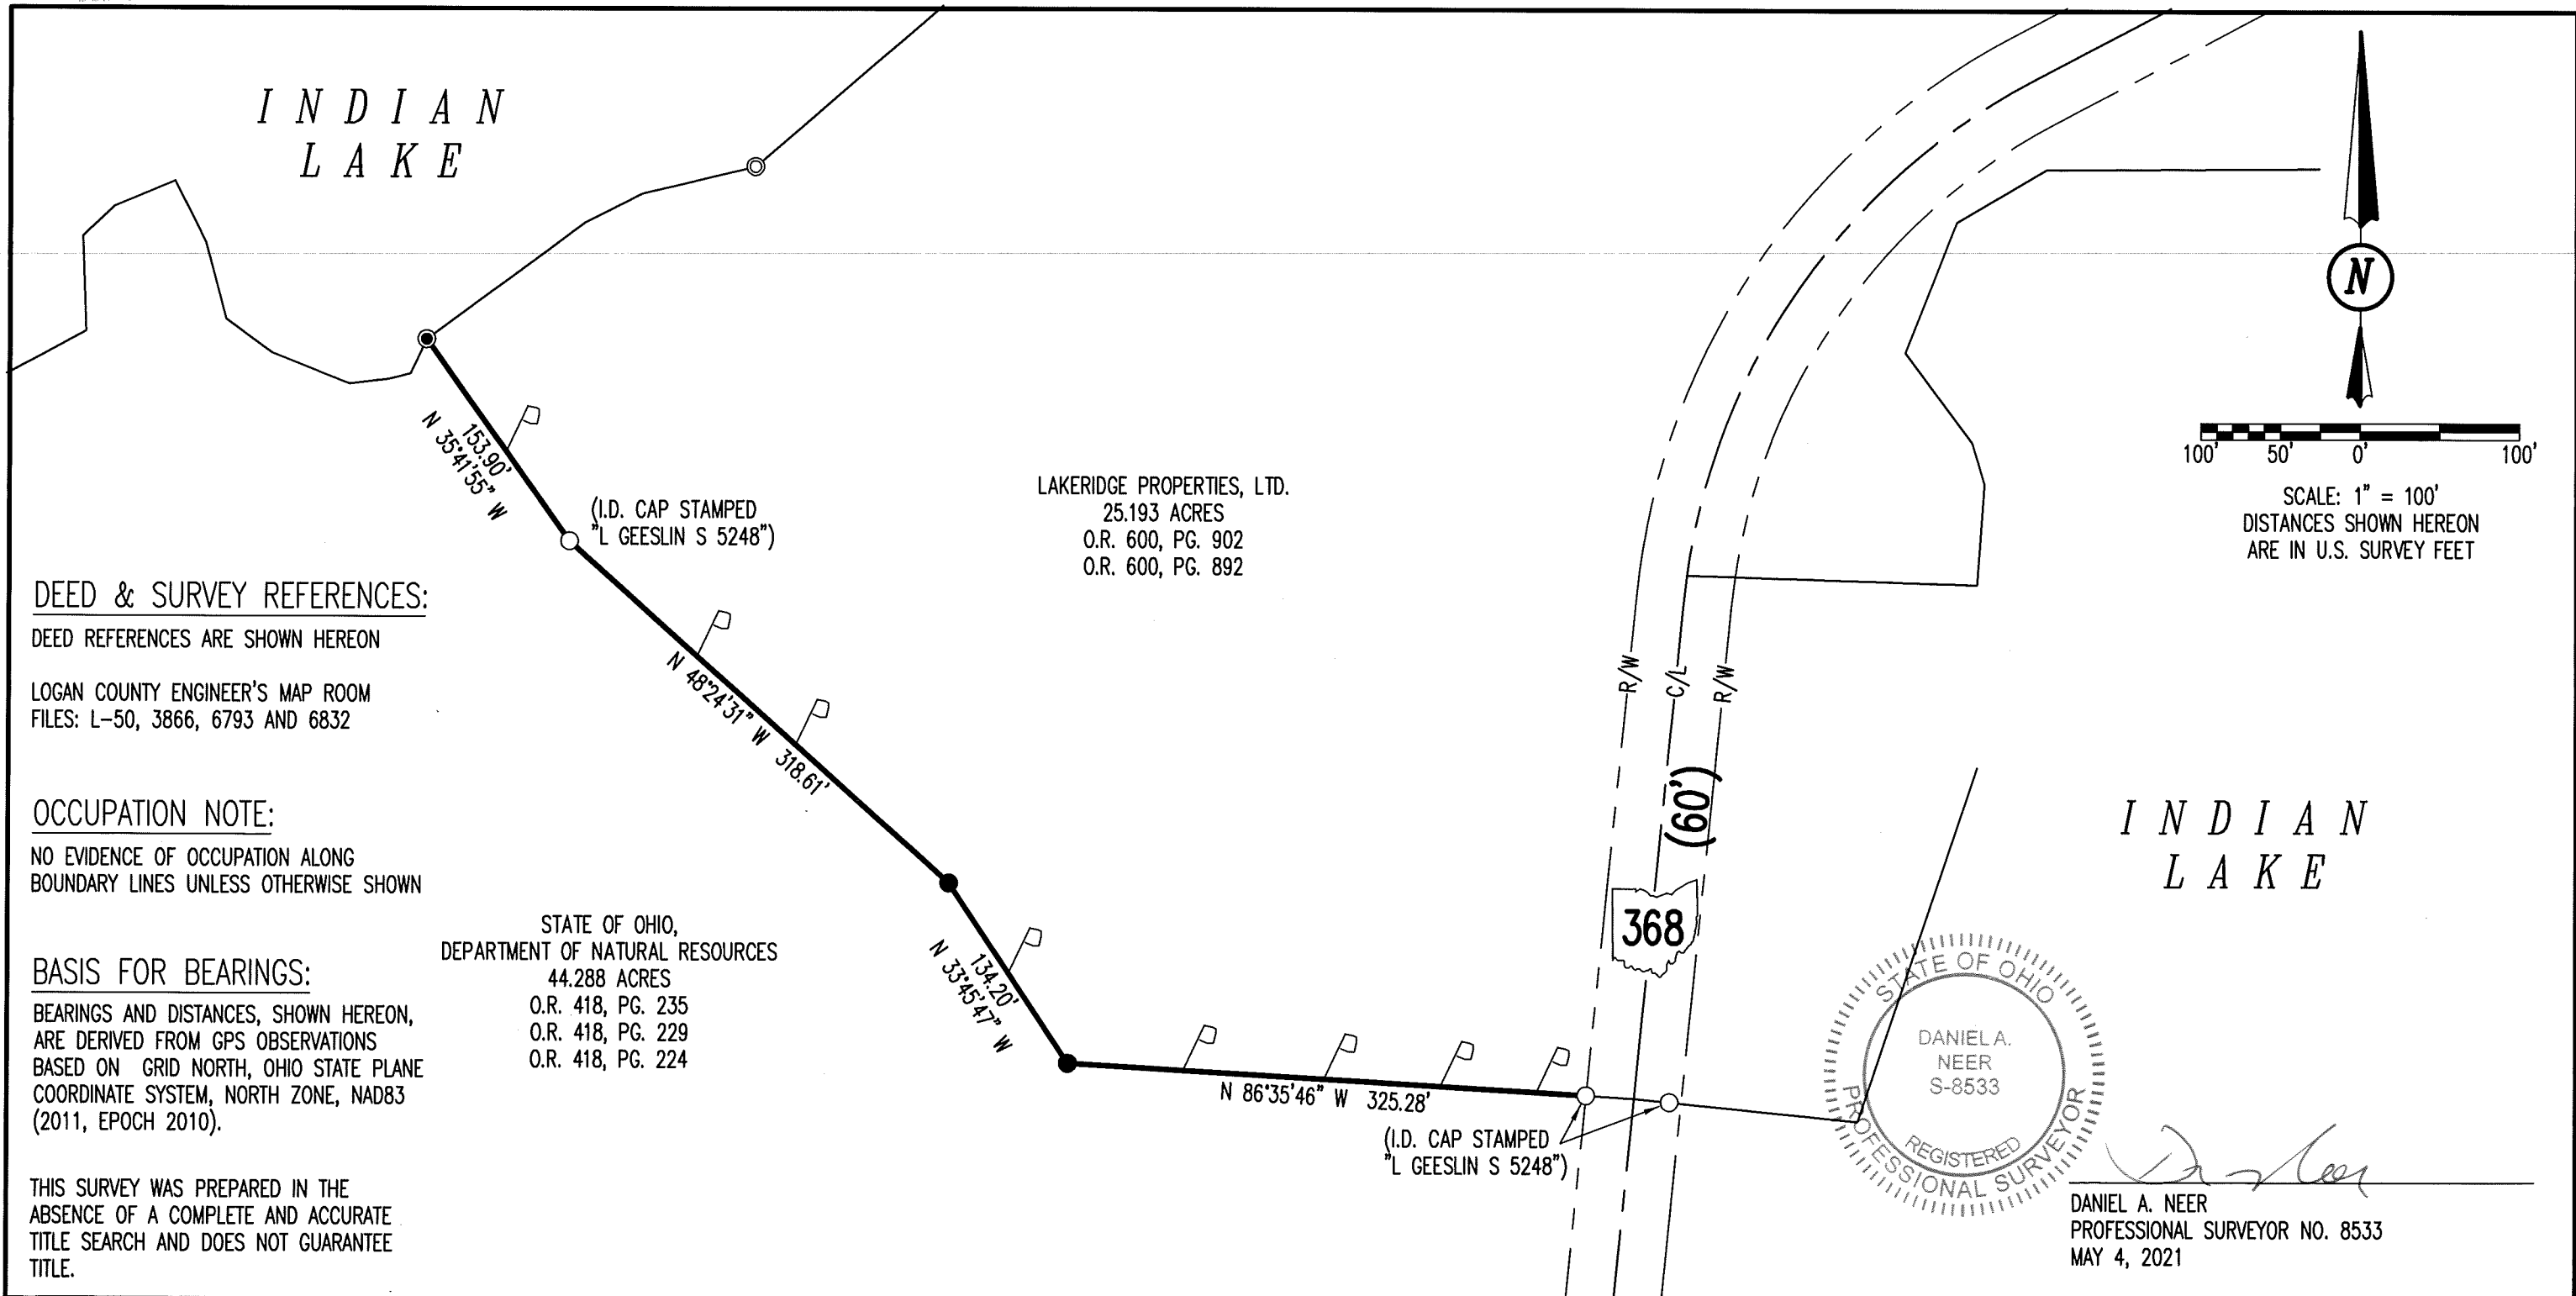 INDIAN
LAKE
N
100' 50' 0' 100'
SCALE: 1" = 100'
DISTANCES SHOWN HEREON
ARE IN U.S. SURVEY FEET
153.90'
N 35°41'55" W
(I.D. CAP STAMPED
"L GEESLIN S 5248")
LAKERIDGE PROPERTIES, LTD.
25.193 ACRES
O.R. 600, PG. 902
O.R. 600, PG. 892
DEED & SURVEY REFERENCES:
DEED REFERENCES ARE SHOWN HEREON
LOGAN COUNTY ENGINEER'S MAP ROOM
FILES: L-50, 3866, 6793 AND 6832
N 48°24'31" W 318.61'
R/W
C/L
R/W
(60')
368
OCCUPATION NOTE:
NO EVIDENCE OF OCCUPATION ALONG
BOUNDARY LINES UNLESS OTHERWISE SHOWN
INDIAN
LAKE
STATE OF OHIO,
DEPARTMENT OF NATURAL RESOURCES
44.288 ACRES
O.R. 418, PG. 235
O.R. 418, PG. 229
O.R. 418, PG. 224
134.20'
N 33°45'47" W
BASIS FOR BEARINGS:
BEARINGS AND DISTANCES, SHOWN HEREON,
ARE DERIVED FROM GPS OBSERVATIONS
BASED ON GRID NORTH, OHIO STATE PLANE
COORDINATE SYSTEM, NORTH ZONE, NAD83
(2011, EPOCH 2010).
N 86°35'46" W 325.28'
(I.D. CAP STAMPED
"L GEESLIN S 5248")
THIS SURVEY WAS PREPARED IN THE
ABSENCE OF A COMPLETE AND ACCURATE
TITLE SEARCH AND DOES NOT GUARANTEE
TITLE.
STATE OF OHIO
DANIEL A.
NEER
S-8533
REGISTERED
PROFESSIONAL SURVEYOR
DANIEL A. NEER
PROFESSIONAL SURVEYOR NO. 8533
MAY 4, 2021